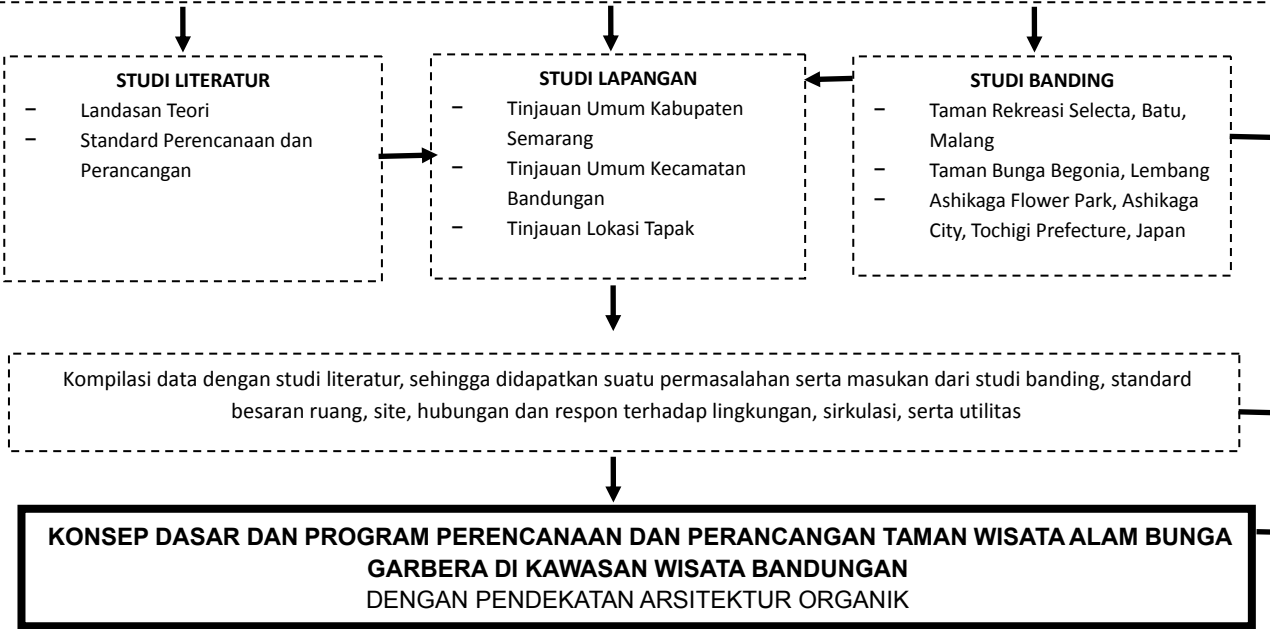 STUDI LITERATUR
− Landasan Teori
− Standard Perencanaan dan
Perancangan
STUDI LAPANGAN
− Tinjauan Umum Kabupaten
Semarang
− Tinjauan Umum Kecamatan
Bandungan
− Tinjauan Lokasi Tapak
STUDI BANDING
− Taman Rekreasi Selecta, Batu,
Malang
− Taman Bunga Begonia, Lembang
− Ashikaga Flower Park, Ashikaga
City, Tochigi Prefecture, Japan
Kompilasi data dengan studi literatur, sehingga didapatkan suatu permasalahan serta masukan dari studi banding, standard
besaran ruang, site, hubungan dan respon terhadap lingkungan, sirkulasi, serta utilitas
KONSEP DASAR DAN PROGRAM PERENCANAAN DAN PERANCANGAN TAMAN WISATA ALAM BUNGA
GARBERA DI KAWASAN WISATA BANDUNGAN
DENGAN PENDEKATAN ARSITEKTUR ORGANIK